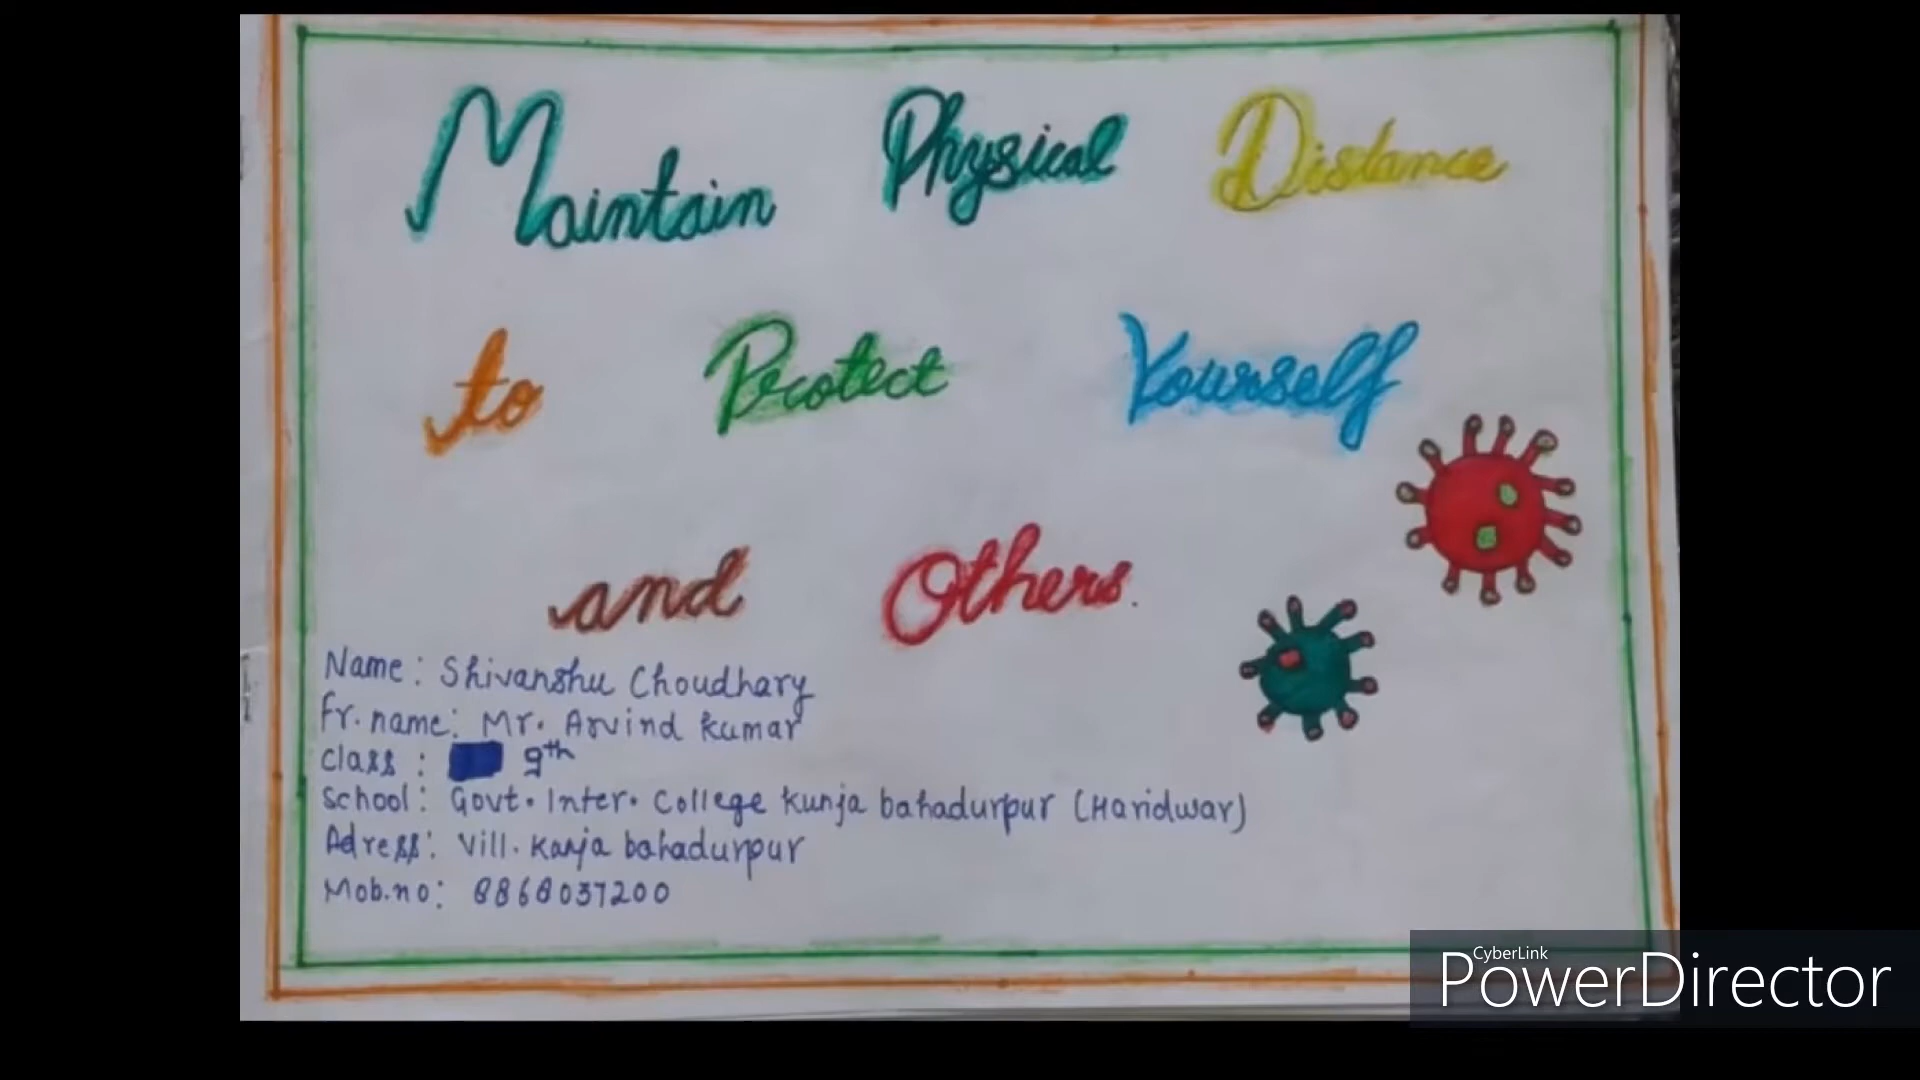 Maintain Physical Distance
to Protect Yourself
and Others.
Name: Shivanshu Choudhary
Fr. name: Mr. Arvind Kumar
Class: 9th
School: Govt. Inter. College Kunja bahadurpur (Haridwar)
Adress: Vill. Kunja bahadurpur
Mob.no: 8868037200
CyberLink
PowerDirector